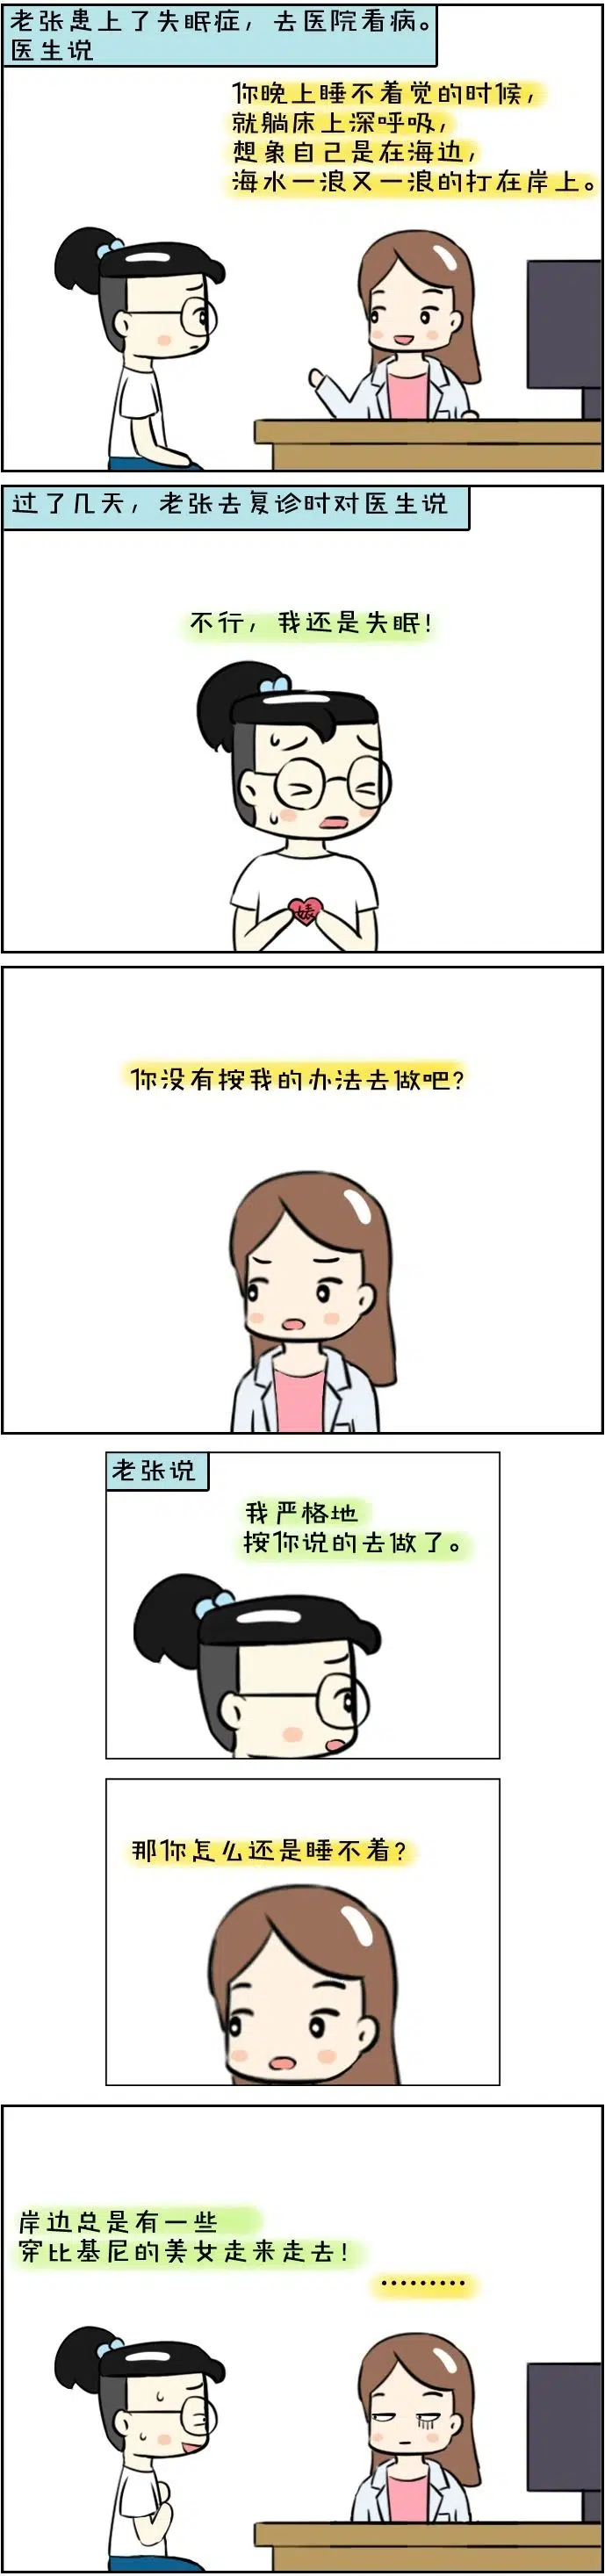 老张患上了失眠症，去医院看病。
医生说
你晚上睡不着觉的时候，
就躺床上深呼吸，
想象自己是在海边，
海水一浪又一浪的打在岸上。
过了几天，老张去复诊时对医生说
不行，我还是失眠！
你没有按我的办法去做吧？
老张说
我严格地
按你说的去做了。
那你怎么还是睡不着？
岸边总是有一些
穿比基尼的美女走来走去！
………